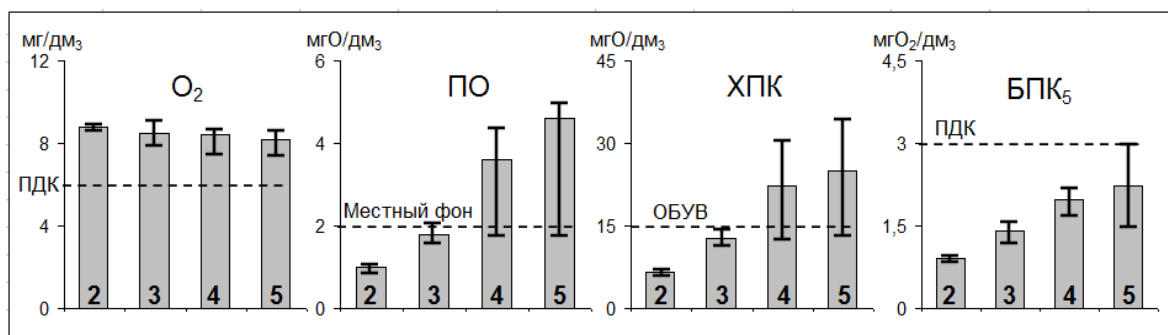 мг/дм₃
12
8
4
0
O₂
ПДК
2 3 4 5
мгО/дм₃
6
4
2
0
ПО
Местный фон
2 3 4 5
мгО/дм₃
45
30
15
0
ХПК
ОБУВ
2 3 4 5
мгО₂/дм₃
4,5
3
1,5
0
БПК₅
ПДК
2 3 4 5